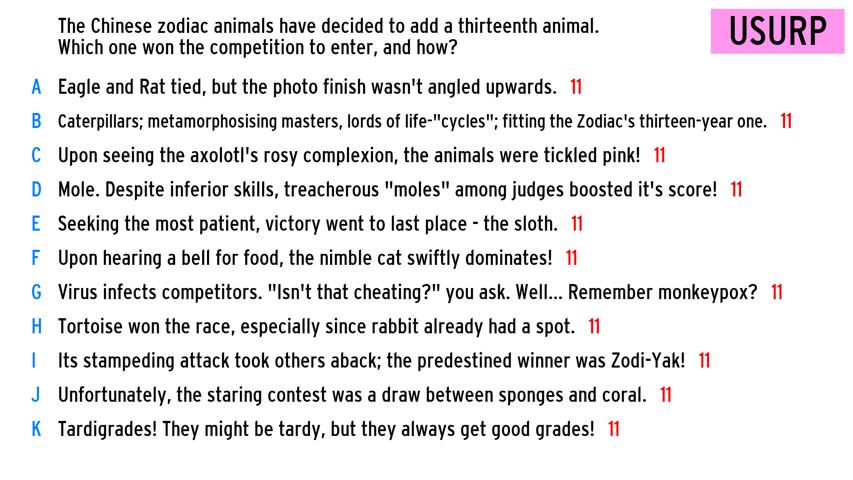 The Chinese zodiac animals have decided to add a thirteenth animal.
Which one won the competition to enter, and how?
USURP
A Eagle and Rat tied, but the photo finish wasn't angled upwards. 11
B Caterpillars; metamorphosising masters, lords of life-"cycles"; fitting the Zodiac's thirteen-year one. 11
C Upon seeing the axolotl's rosy complexion, the animals were tickled pink! 11
D Mole. Despite inferior skills, treacherous "moles" among judges boosted it's score! 11
E Seeking the most patient, victory went to last place - the sloth. 11
F Upon hearing a bell for food, the nimble cat swiftly dominates! 11
G Virus infects competitors. "Isn't that cheating?" you ask. Well... Remember monkeypox? 11
H Tortoise won the race, especially since rabbit already had a spot. 11
I Its stampeding attack took others aback; the predestined winner was Zodi-Yak! 11
J Unfortunately, the staring contest was a draw between sponges and coral. 11
K Tardigrades! They might be tardy, but they always get good grades! 11